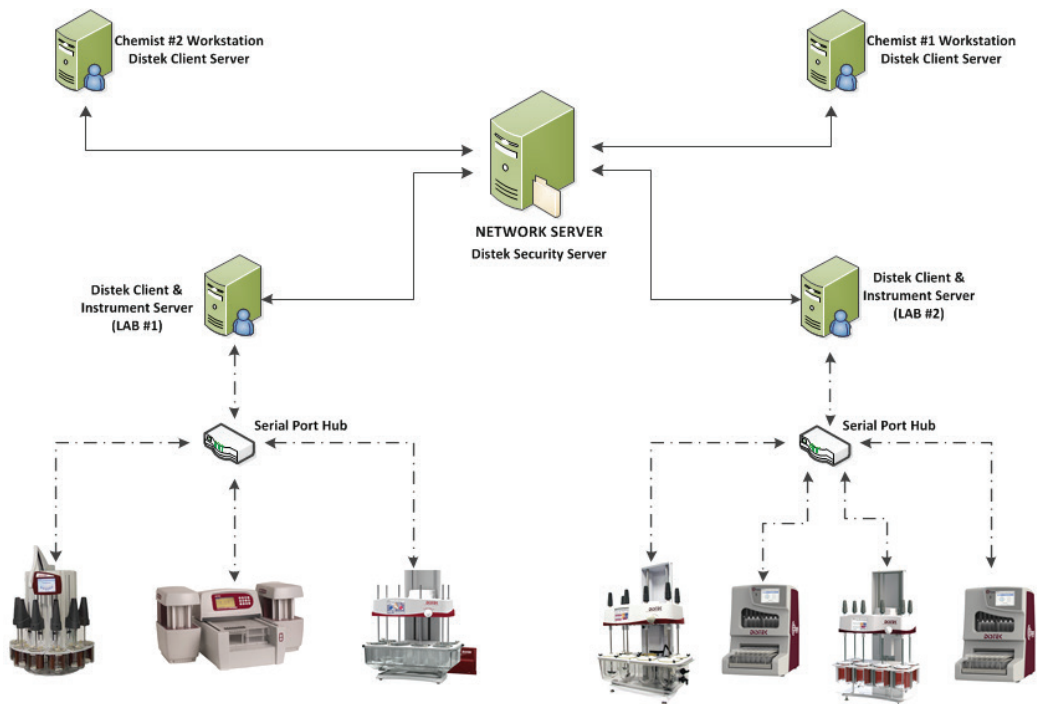 Chemist #2 Workstation
Distek Client Server
Chemist #1 Workstation
Distek Client Server
NETWORK SERVER
Distek Security Server
Distek Client &
Instrument Server
(LAB #1)
Distek Client &
Instrument Server
(LAB #2)
Serial Port Hub
Serial Port Hub